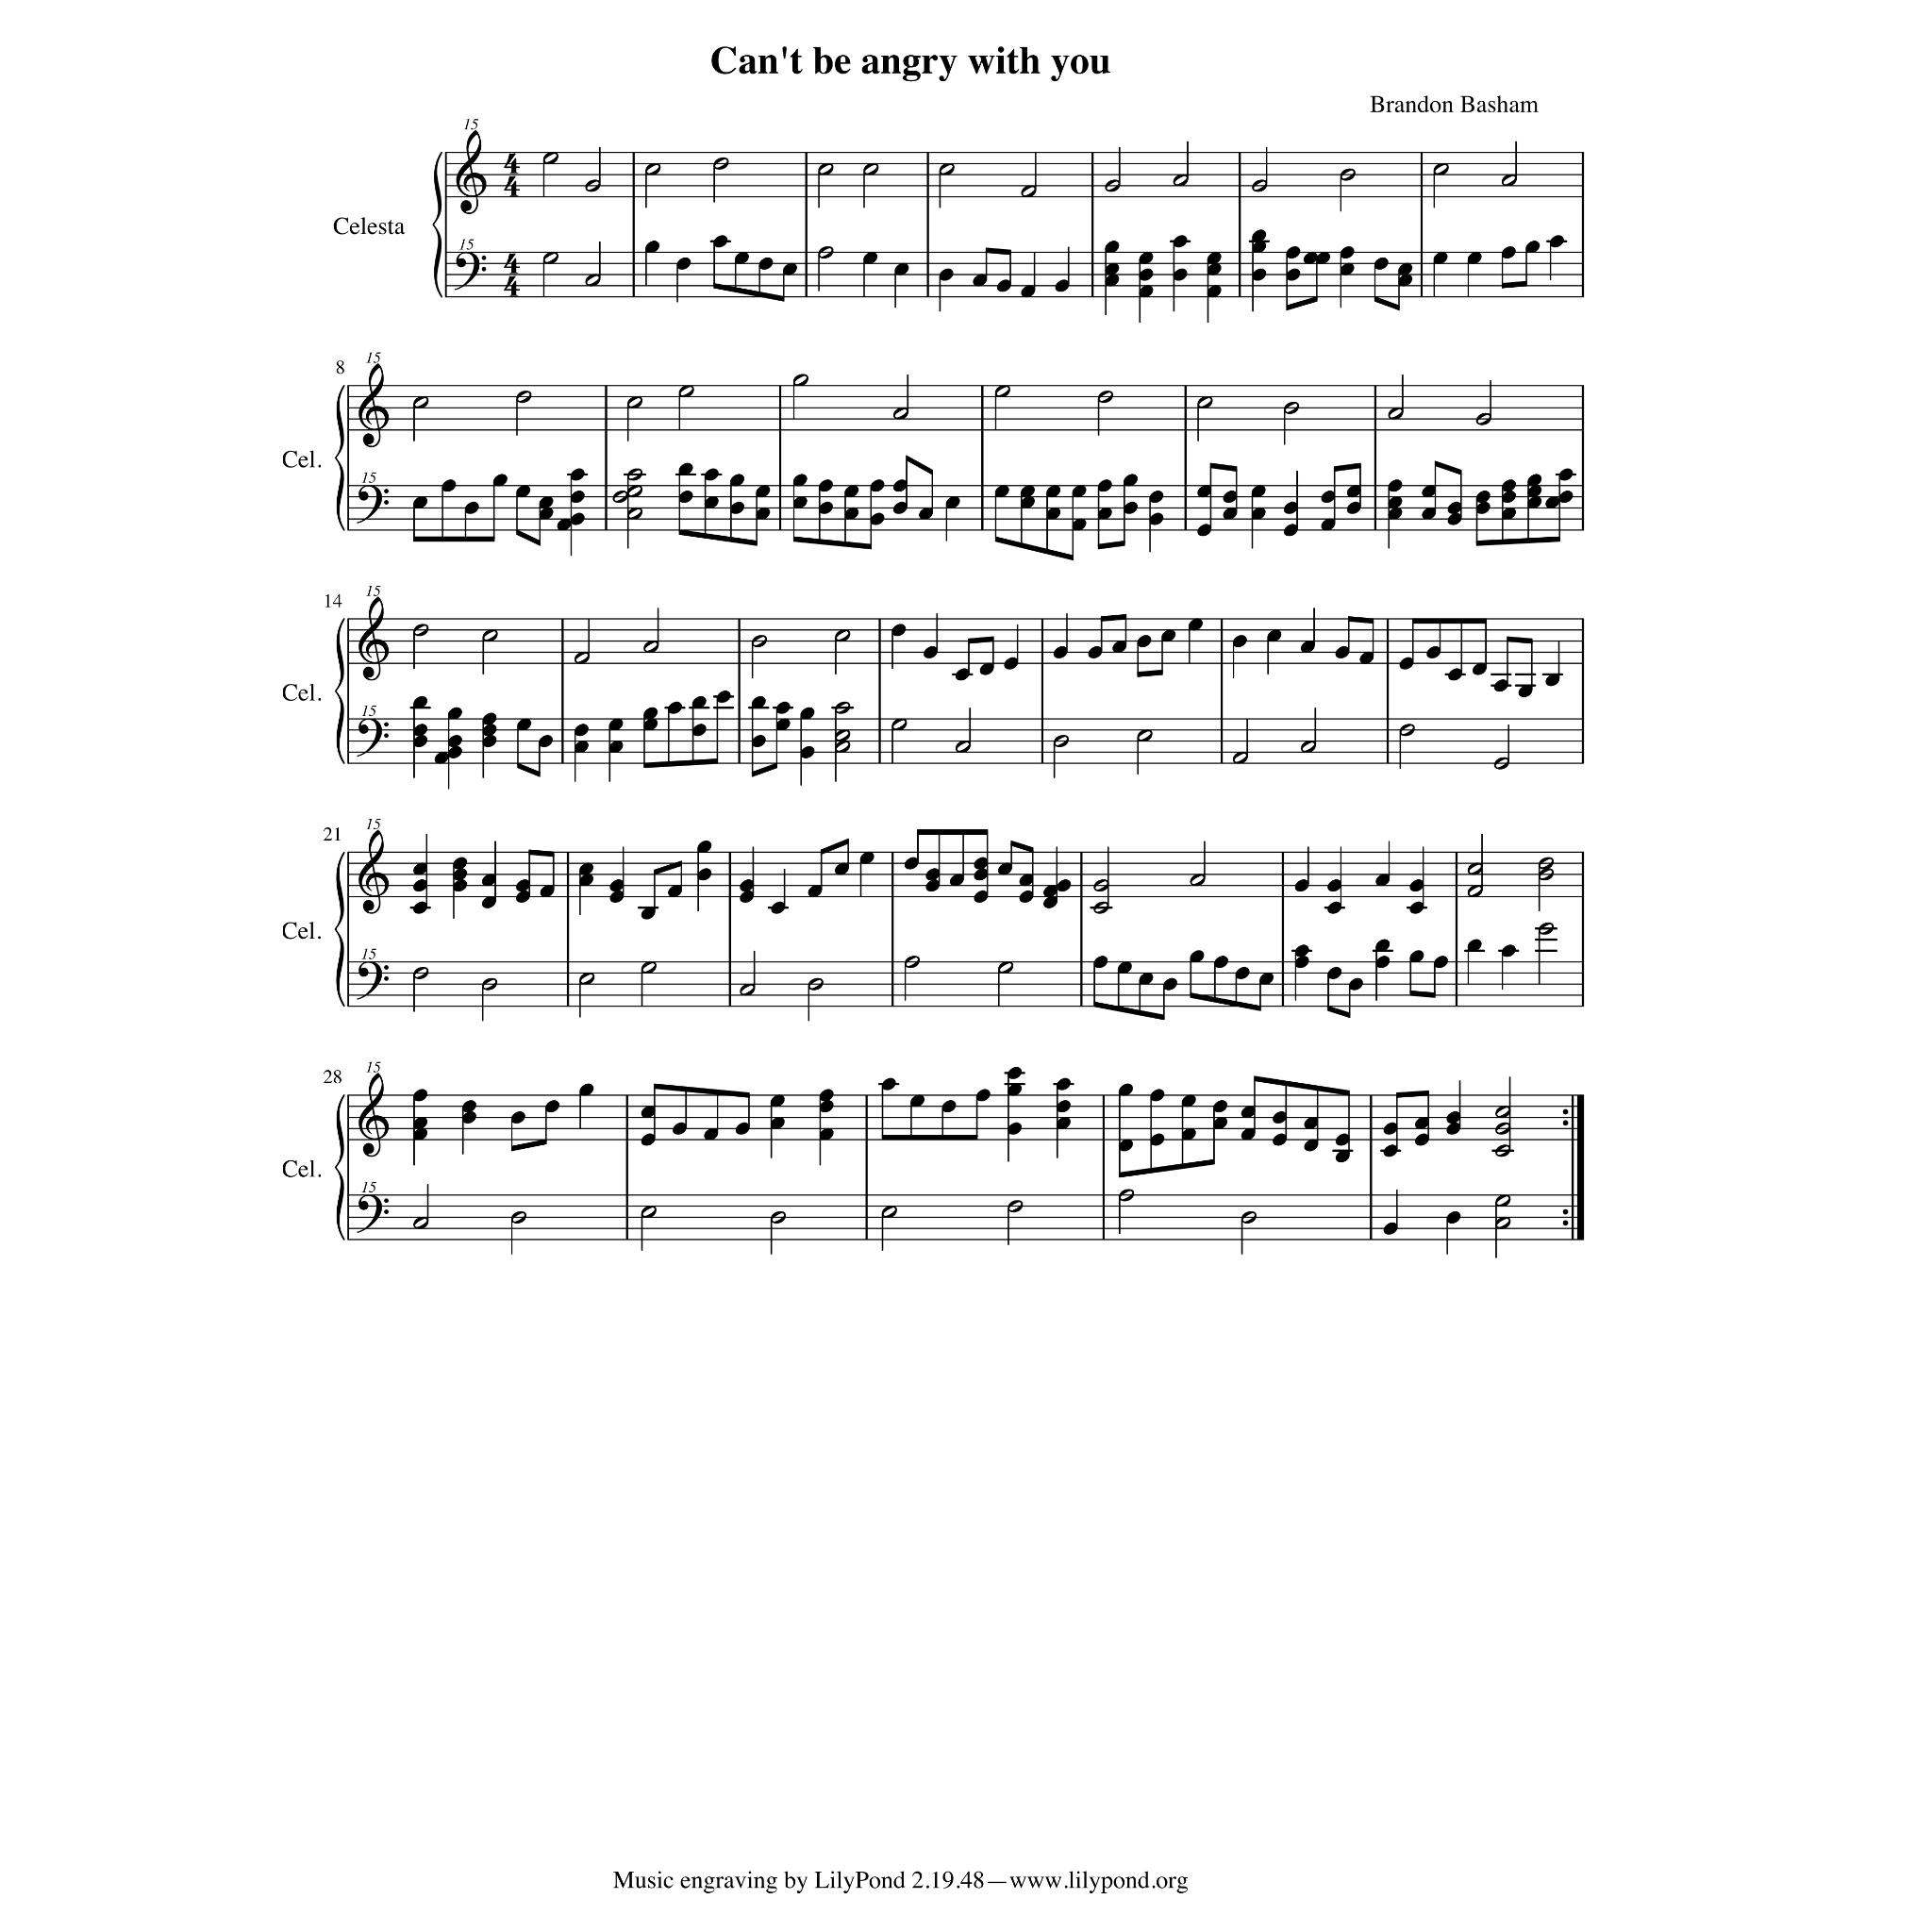 Can't be angry with you
Brandon Basham
15
4
4
Celesta
15
4
4
8
15
Cel.
15
14
15
Cel.
15
21
15
Cel.
15
28
15
Cel.
15
Music engraving by LilyPond 2.19.48—www.lilypond.org